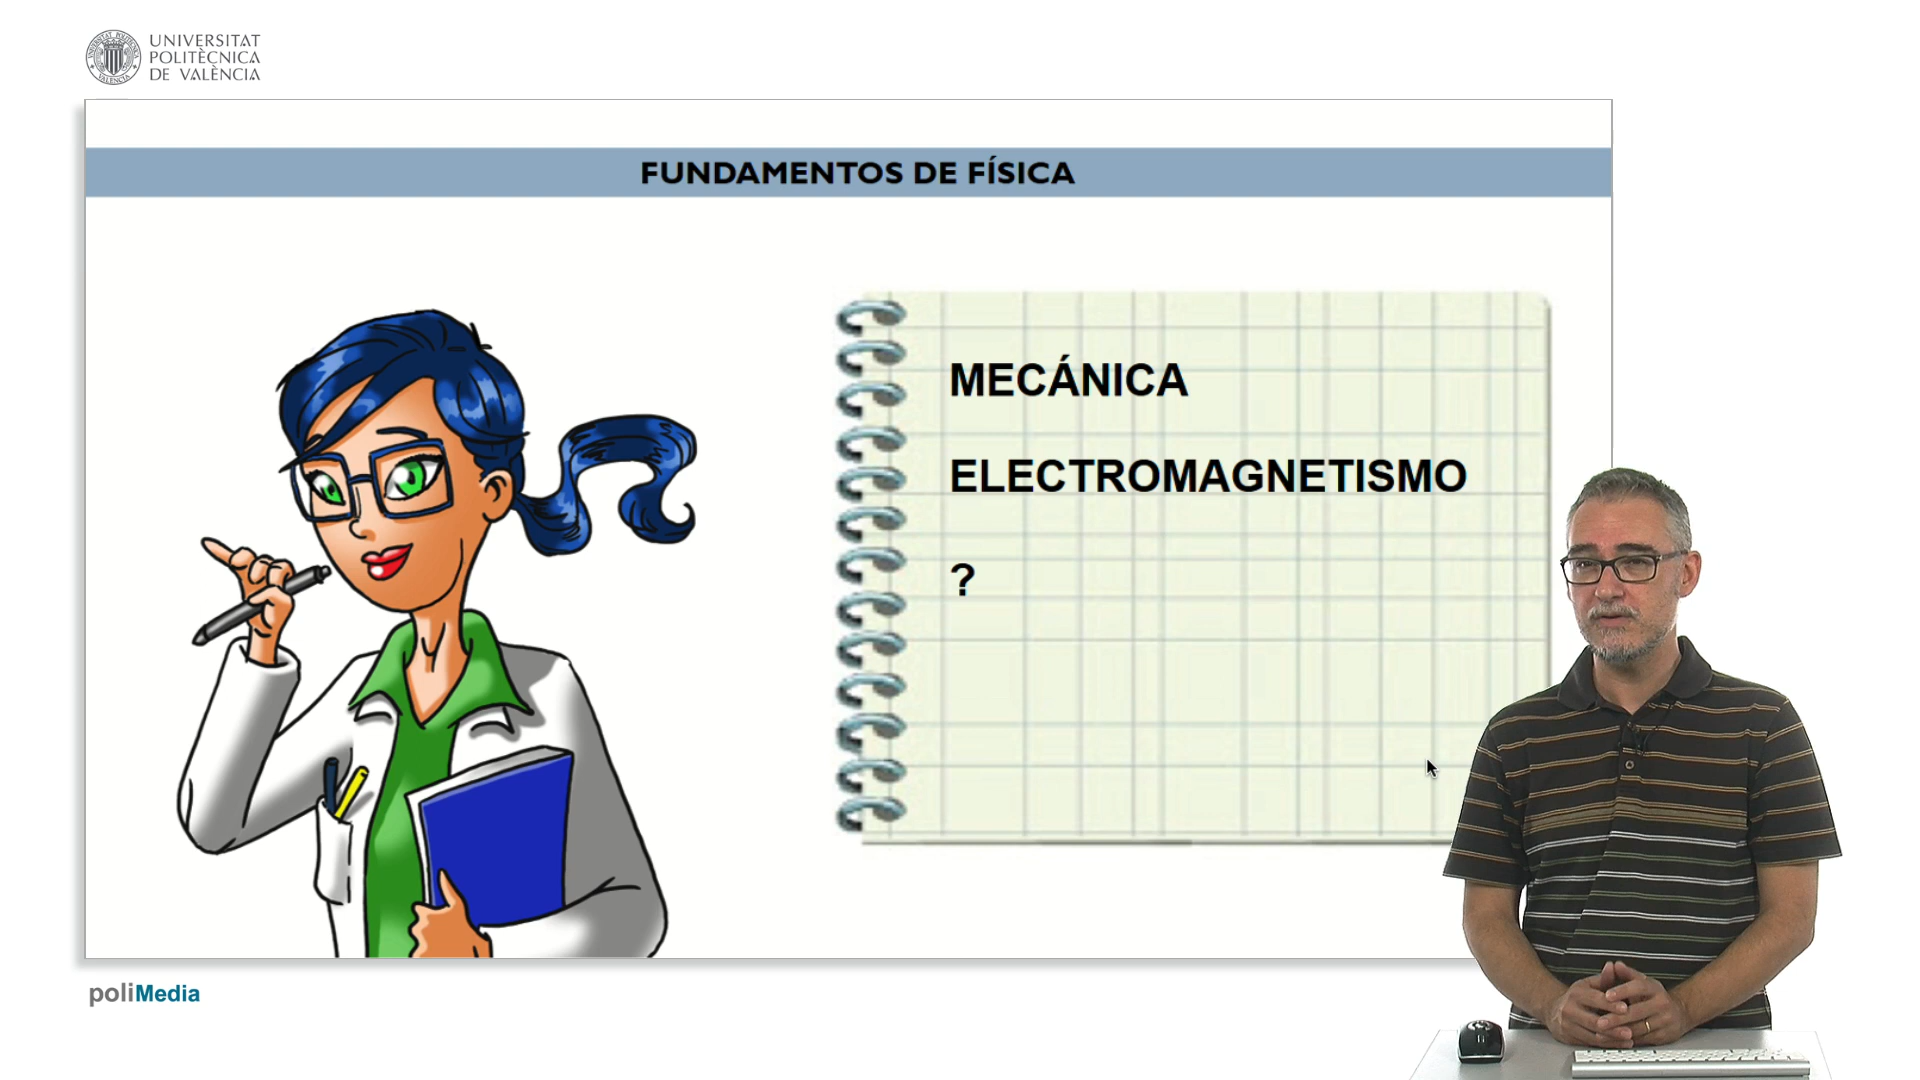 UNIVERSITAT
POLITÈCNICA
DE VALÈNCIA
FUNDAMENTOS DE FÍSICA
MECÁNICA
ELECTROMAGNETISMO
?
poliMedia